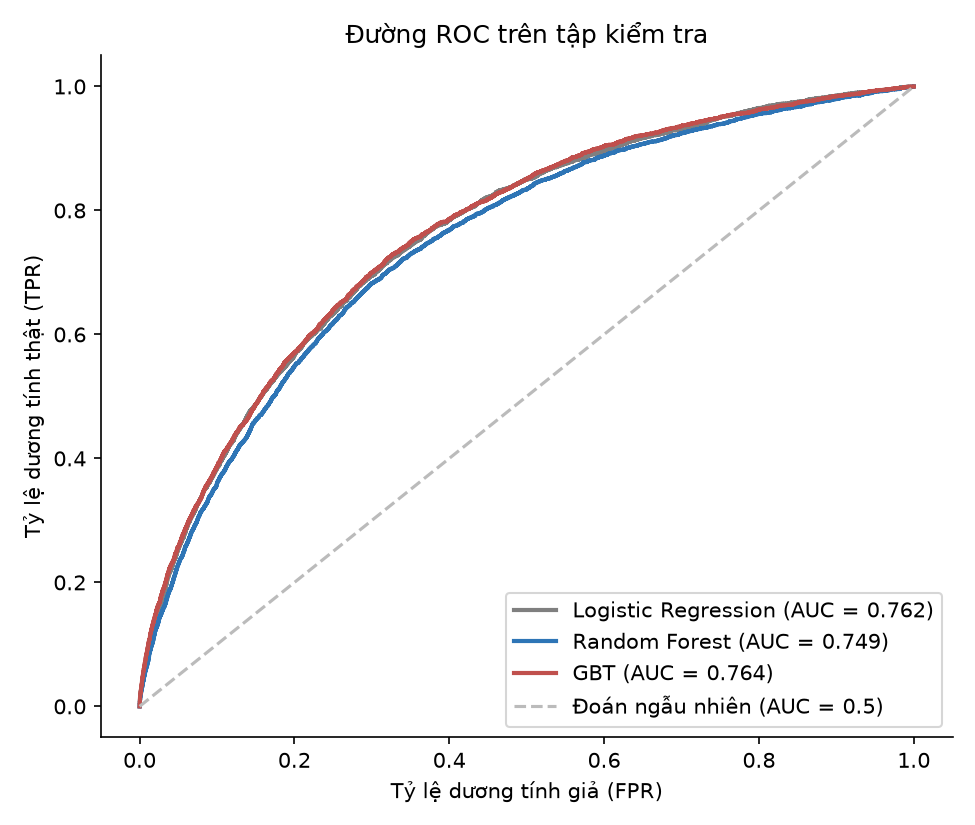 Đường ROC trên tập kiểm tra
1.0
0.8
0.6
0.4
0.2
0.0
Tỷ lệ dương tính thật (TPR)
Logistic Regression (AUC = 0.762)
Random Forest (AUC = 0.749)
GBT (AUC = 0.764)
Đoán ngẫu nhiên (AUC = 0.5)
0.0 0.2 0.4 0.6 0.8 1.0
Tỷ lệ dương tính giả (FPR)